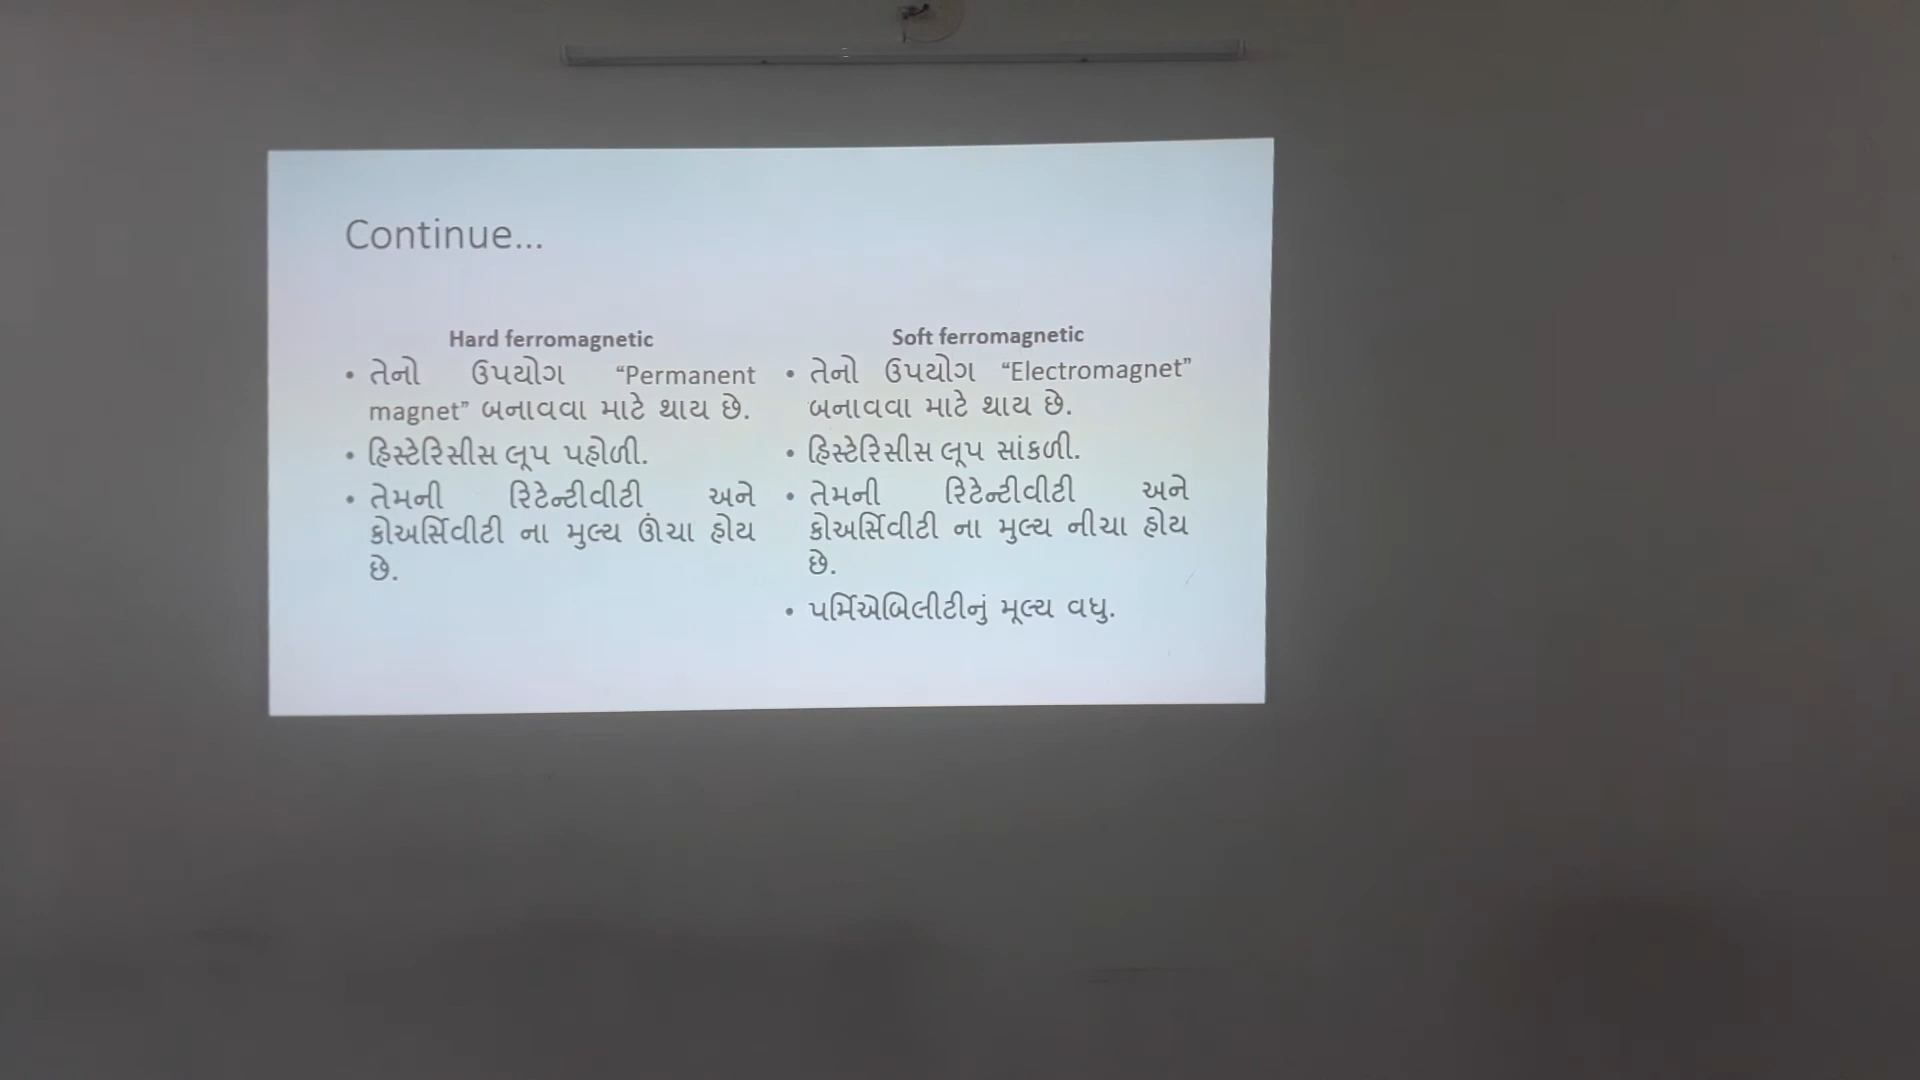 Continue...
Hard ferromagnetic
• તેનો ઉપયોગ “Permanent
magnet” બનાવવા માટે થાય છે.
• હિસ્ટેરિસીસ લૂપ પહોળી.
• તેમની રિટેન્ટીવીટી અને
કોઅર્સિવીટી ના મુલ્ય ઊંચા હોય
છે.
Soft ferromagnetic
• તેનો ઉપયોગ “Electromagnet”
બનાવવા માટે થાય છે.
• હિસ્ટેરિસીસ લૂપ સાંકળી.
• તેમની રિટેન્ટીવીટી અને
કોઅર્સિવીટી ના મુલ્ય નીચા હોય
છે.
• પર્મિએબિલીટીનું મૂલ્ય વધુ.